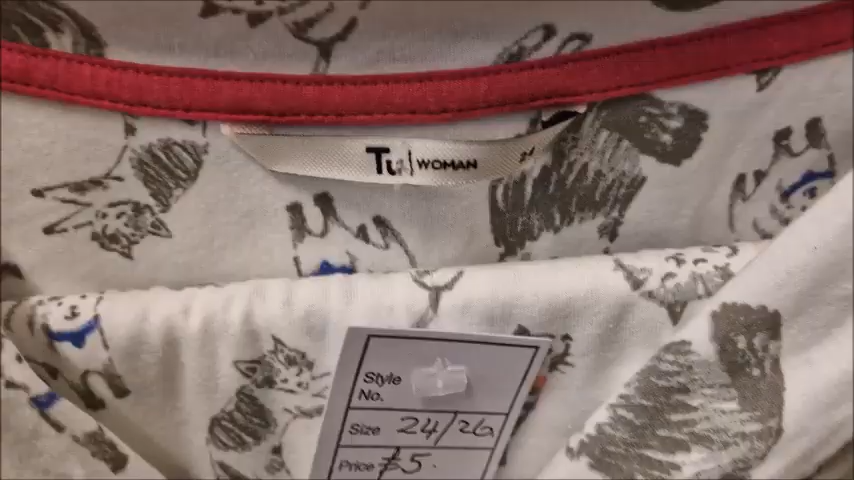 Tu | WOMAN
Style
No.
Size 24/26
Price £5.